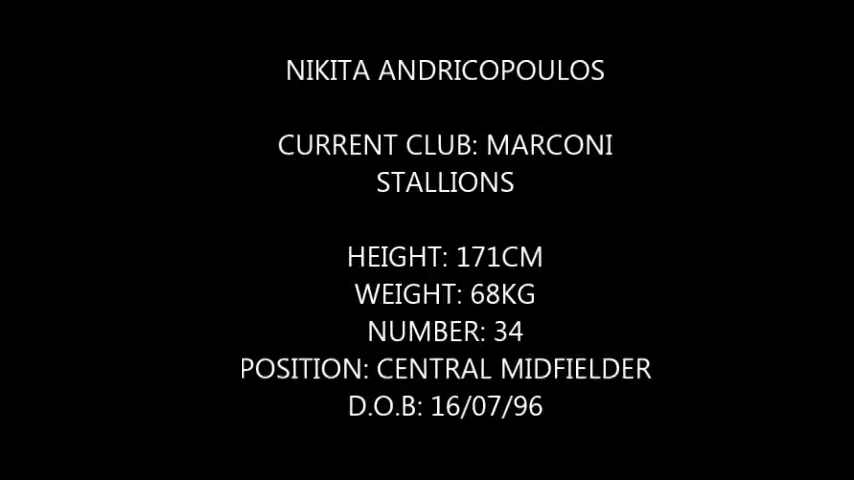 NIKITA ANDRICOPOULOS
CURRENT CLUB: MARCONI
STALLIONS
HEIGHT: 171CM
WEIGHT: 68KG
NUMBER: 34
POSITION: CENTRAL MIDFIELDER
D.O.B: 16/07/96